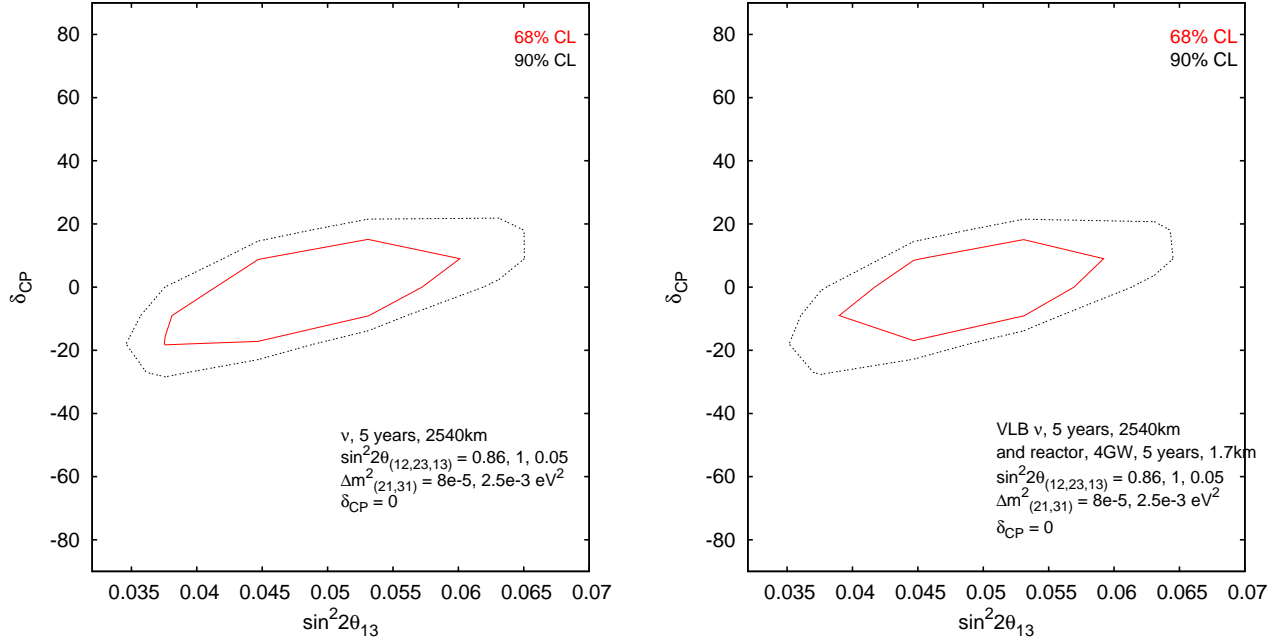 80
60
40
20
0
-20
-40
-60
-80
δCP
68% CL
90% CL
ν, 5 years, 2540km
sin²2θ(12,23,13) = 0.86, 1, 0.05
Δm²(21,31) = 8e-5, 2.5e-3 eV²
δCP = 0
0.035 0.04 0.045 0.05 0.055 0.06 0.065 0.07
sin²2θ13
80
60
40
20
0
-20
-40
-60
-80
δCP
68% CL
90% CL
VLB ν, 5 years, 2540km
and reactor, 4GW, 5 years, 1.7km
sin²2θ(12,23,13) = 0.86, 1, 0.05
Δm²(21,31) = 8e-5, 2.5e-3 eV²
δCP = 0
0.035 0.04 0.045 0.05 0.055 0.06 0.065 0.07
sin²2θ13